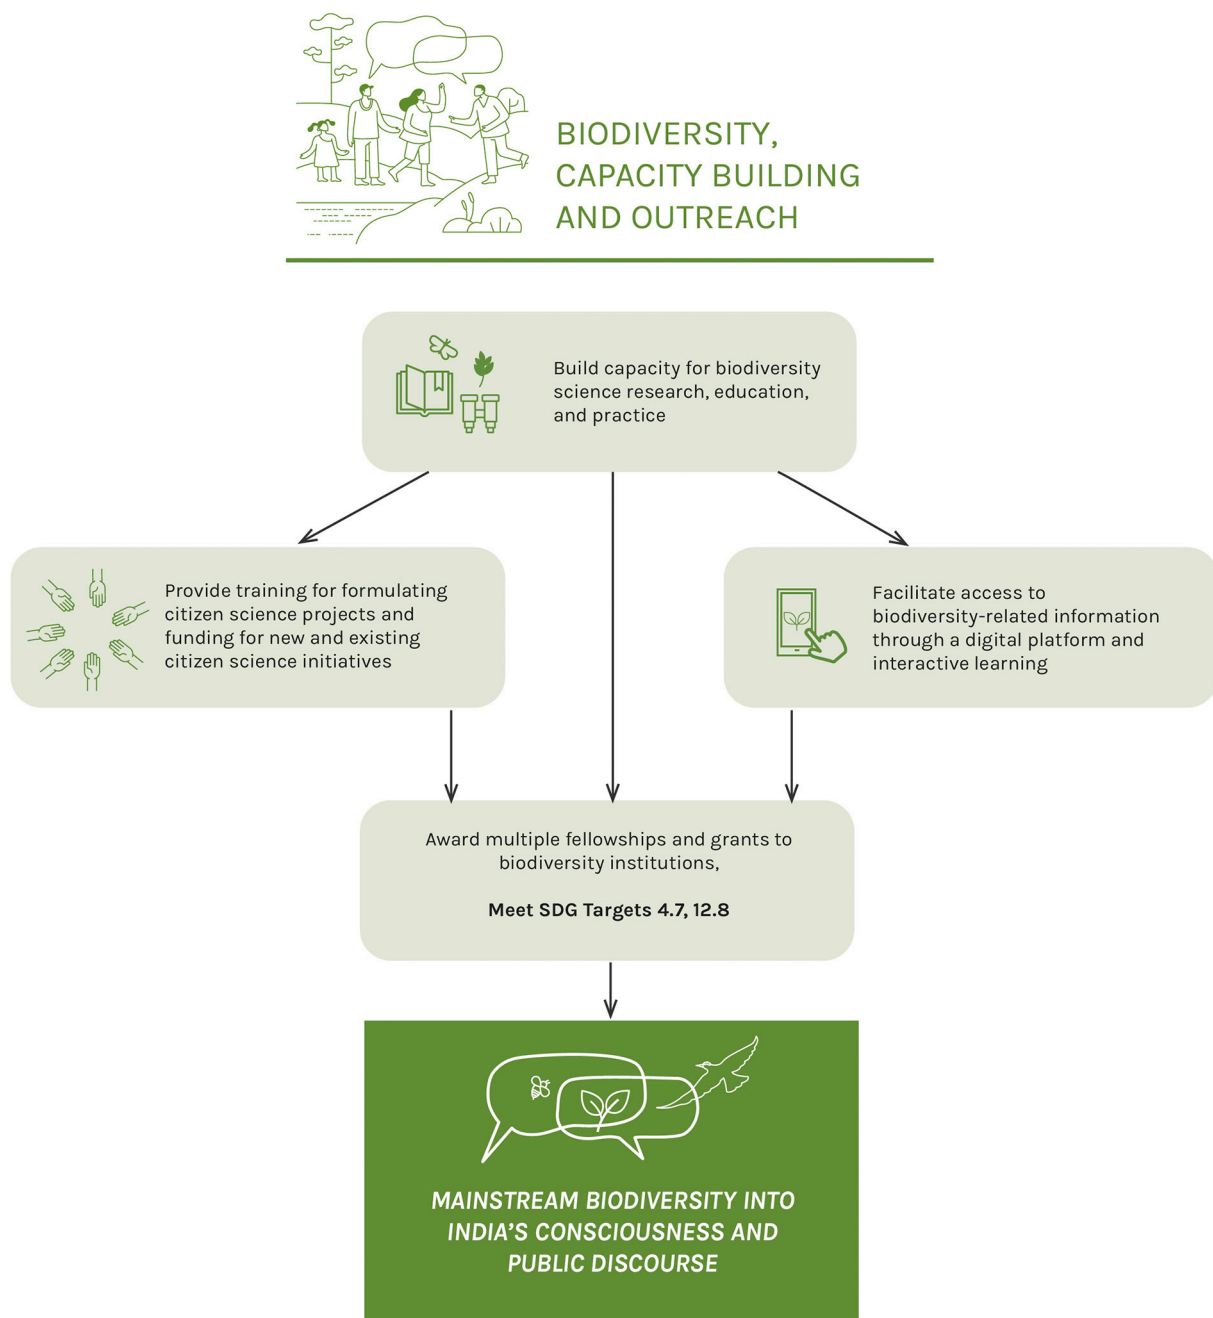 BIODIVERSITY,
CAPACITY BUILDING
AND OUTREACH
Build capacity for biodiversity
science research, education,
and practice
Provide training for formulating
citizen science projects and
funding for new and existing
citizen science initiatives
Facilitate access to
biodiversity-related information
through a digital platform and
interactive learning
Award multiple fellowships and grants to
biodiversity institutions,
Meet SDG Targets 4.7, 12.8
MAINSTREAM BIODIVERSITY INTO
INDIA’S CONSCIOUSNESS AND
PUBLIC DISCOURSE